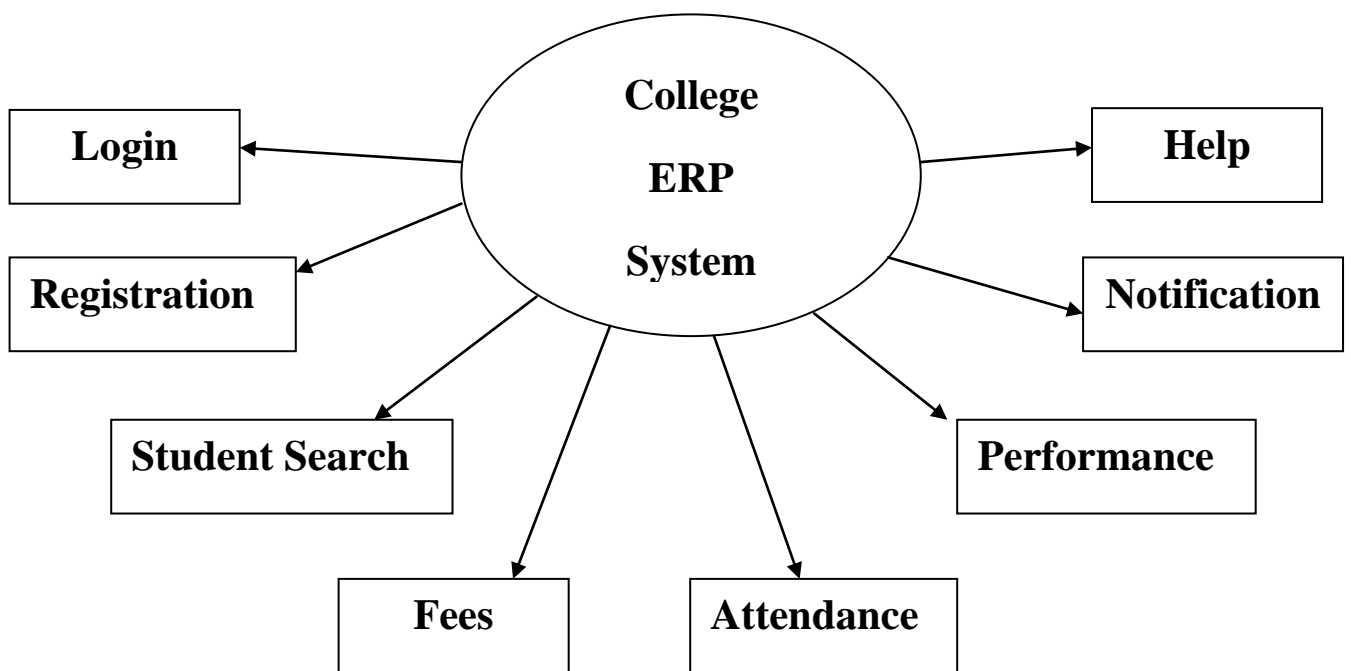 College
ERP
System
Login
Help
Registration
Notification
Student Search
Performance
Fees
Attendance